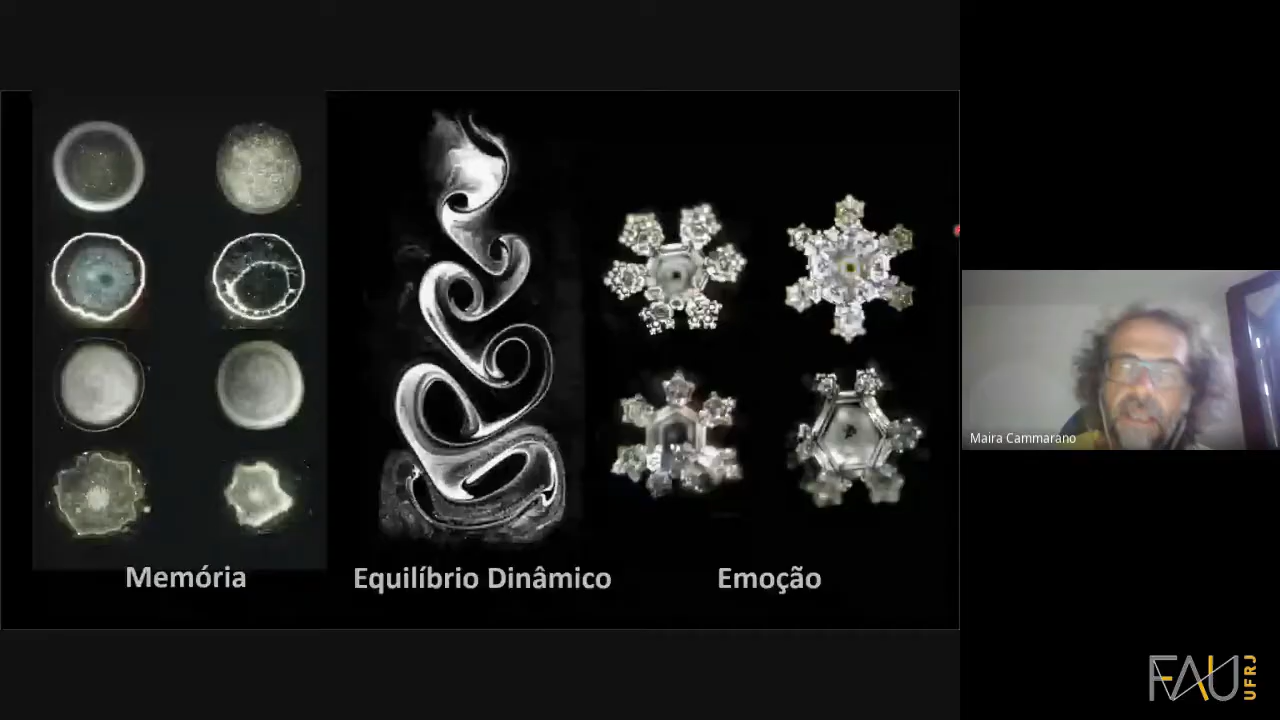 Memória
Equilíbrio Dinâmico
Emoção
Maira Cammarano
FAU
UFRJ